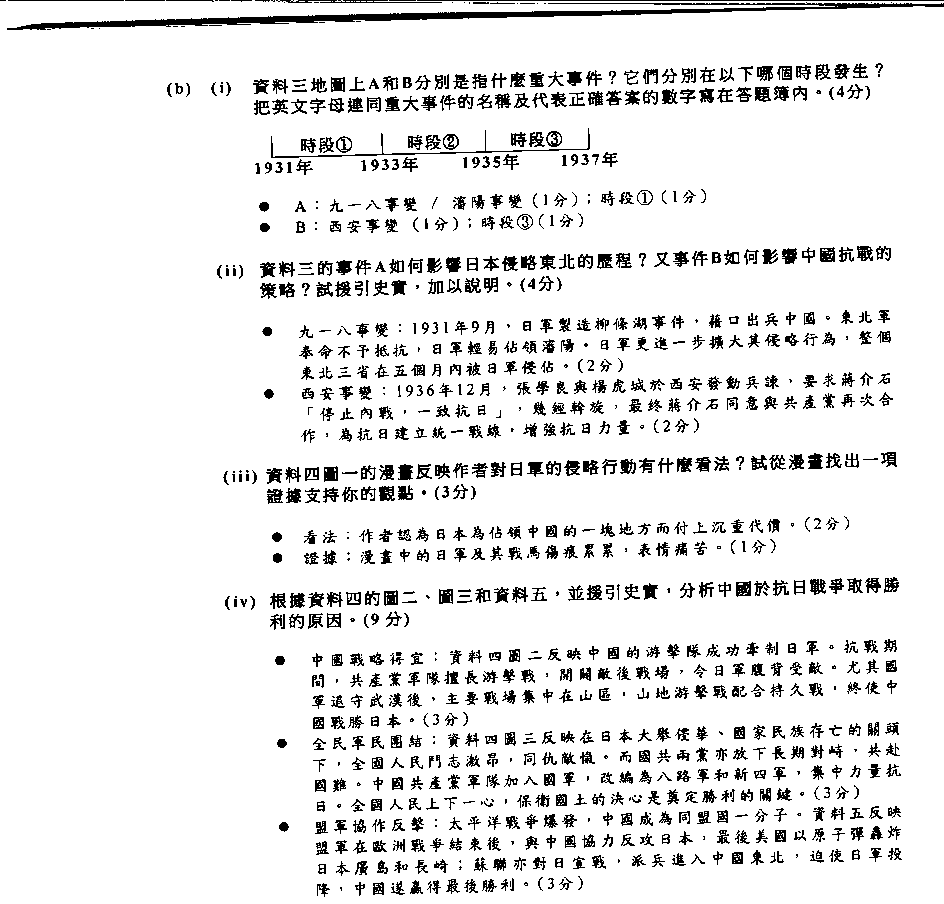 (b) (i) 資料三地圖上A和B分別是指什麼重大事件？它們分別在以下哪個時段發生？
把英文字母連同重大事件的名稱及代表正確答案的數字寫在答題簿內。(4分)
時段① 時段② 時段③
1931年 1933年 1935年 1937年
● A：九一八事變 / 瀋陽事變 (1分)；時段① (1分)
● B：西安事變 (1分)；時段③ (1分)
(ii) 資料三的事件A如何影響日本侵略東北的歷程？又事件B如何影響中國抗戰的
策略？試援引史實，加以說明。(4分)
● 九一八事變：1931年9月，日軍製造柳條湖事件，藉口出兵中國。東北軍
奉命不予抵抗，日軍輕易佔領瀋陽。日軍更進一步擴大其侵略行為，整個
東北三省在五個月內被日軍侵佔。(2分)
● 西安事變：1936年12月，張學良與楊虎城於西安發動兵諫，要求蔣介石
「停止內戰，一致抗日」，幾經斡旋，最終蔣介石同意與共產黨再次合
作，為抗日建立統一戰線，增強抗日力量。(2分)
(iii) 資料四圖一的漫畫反映作者對日軍的侵略行動有什麼看法？試從漫畫找出一項
證據支持你的觀點。(3分)
● 看法：作者認為日本為佔領中國的一塊地方而付上沉重代價。(2分)
● 證據：漫畫中的日軍及其戰馬傷痕累累，表情痛苦。(1分)
(iv) 根據資料四的圖二、圖三和資料五，並援引史實，分析中國於抗日戰爭取得勝
利的原因。(9 分)
● 中國戰略得宜：資料四圖二反映中國的游擊隊成功牽制日軍。抗戰期
間，共產黨軍隊擅長游擊戰，開闢敵後戰場，令日軍腹背受敵。尤其國
軍退守武漢後，主要戰場集中在山區，山地游擊戰配合持久戰，終使中
國戰勝日本。(3分)
● 全民軍民團結：資料四圖三反映在日本大舉侵華、國家民族存亡的關頭
下，全國人民鬥志激昂，同仇敵愾。而國共兩黨亦放下長期對峙，共赴
國難。中國共產黨軍隊加入國軍，改編為八路軍和新四軍，集中力量抗
日。全國人民上下一心，保衛國土的決心是奠定勝利的關鍵。(3分)
● 盟軍協作反擊：太平洋戰爭爆發，中國成為同盟國一分子。資料五反映
盟軍在歐洲戰爭結束後，與中國協力反攻日本，最後美國以原子彈轟炸
日本廣島和長崎；蘇聯亦對日宣戰，派兵進入中國東北，迫使日軍投
降，中國遂贏得最後勝利。(3分)